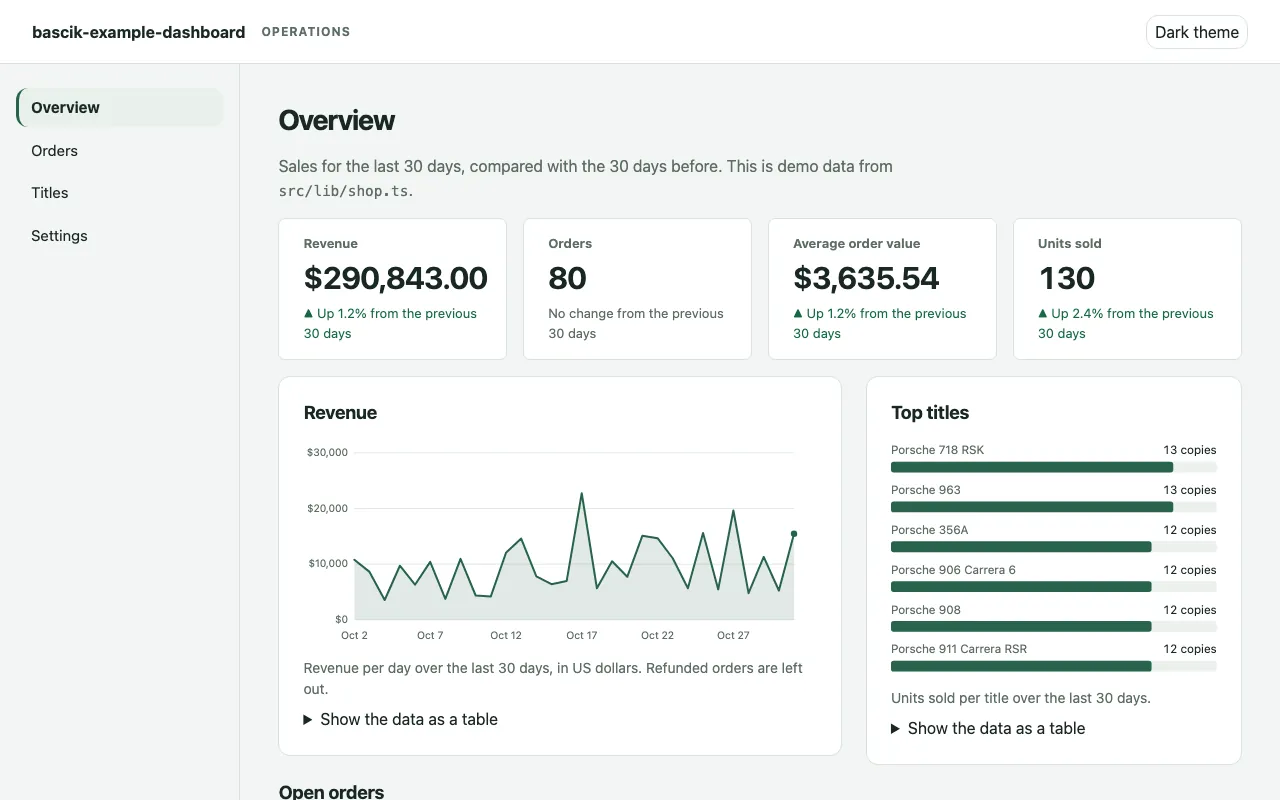 bascik-example-dashboard OPERATIONS
Dark theme
Overview
Orders
Titles
Settings
Overview
Sales for the last 30 days, compared with the 30 days before. This is demo data from
src/lib/shop.ts.
Revenue
$290,843.00
▲ Up 1.2% from the previous
30 days
Orders
80
No change from the previous
30 days
Average order value
$3,635.54
▲ Up 1.2% from the previous
30 days
Units sold
130
▲ Up 2.4% from the previous
30 days
Revenue
$30,000
$20,000
$10,000
$0
Oct 2 Oct 7 Oct 12 Oct 17 Oct 22 Oct 27
Revenue per day over the last 30 days, in US dollars. Refunded orders are left
out.
▶ Show the data as a table
Top titles
Porsche 718 RSK 13 copies
Porsche 963 13 copies
Porsche 356A 12 copies
Porsche 906 Carrera 6 12 copies
Porsche 908 12 copies
Porsche 911 Carrera RSR 12 copies
Units sold per title over the last 30 days.
▶ Show the data as a table
Open orders